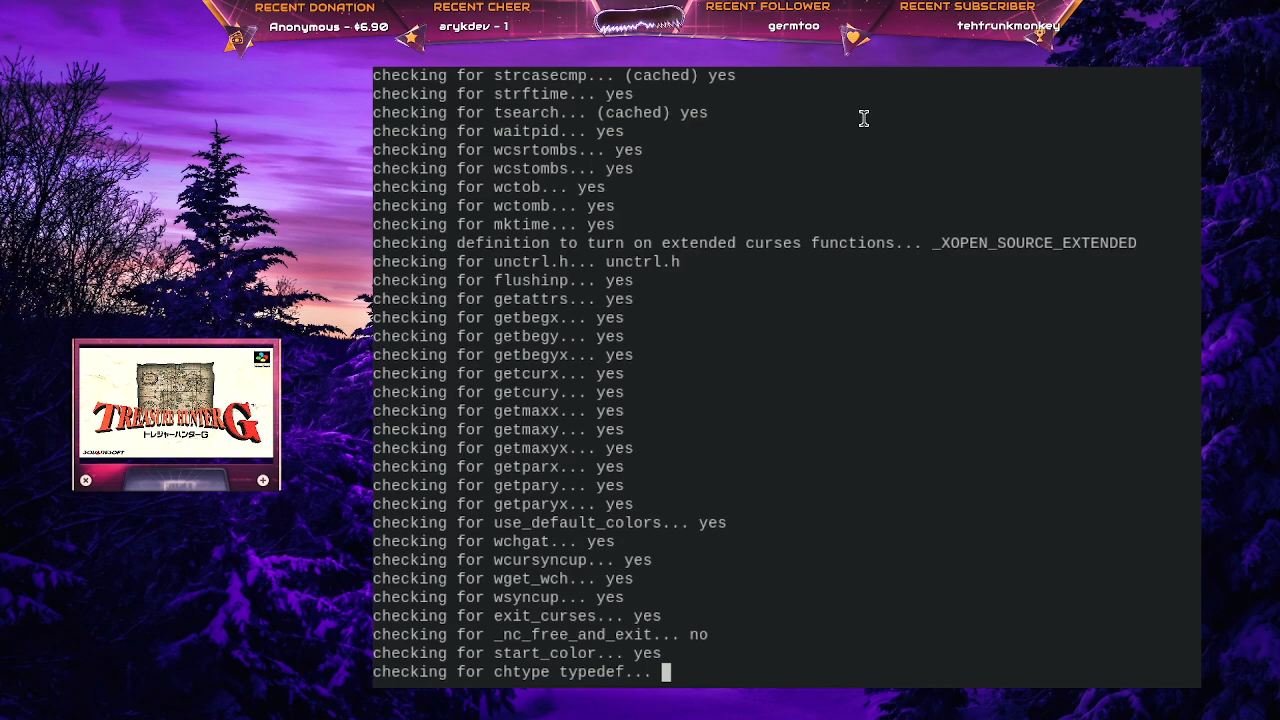 RECENT DONATION
Anonymous - $6.90
RECENT CHEER
arykdev - 1
RECENT FOLLOWER
germtoo
RECENT SUBSCRIBER
tehtrunkmonkey
checking for strcasecmp... (cached) yes
checking for strftime... yes
checking for tsearch... (cached) yes
checking for waitpid... yes
checking for wcsrtombs... yes
checking for wcstombs... yes
checking for wctob... yes
checking for wctomb... yes
checking for mktime... yes
checking definition to turn on extended curses functions... _XOPEN_SOURCE_EXTENDED
checking for unctrl.h... unctrl.h
checking for flushinp... yes
checking for getattrs... yes
checking for getbegx... yes
checking for getbegy... yes
checking for getbegyx... yes
checking for getcurx... yes
checking for getcury... yes
checking for getmaxx... yes
checking for getmaxy... yes
checking for getmaxyx... yes
checking for getparx... yes
checking for getpary... yes
checking for getparyx... yes
checking for use_default_colors... yes
checking for wchgat... yes
checking for wcursyncup... yes
checking for wget_wch... yes
checking for wsyncup... yes
checking for exit_curses... yes
checking for _nc_free_and_exit... no
checking for start_color... yes
checking for chtype typedef...
TREASURE HUNTER G
トレジャーハンターG
SQUARESOFT